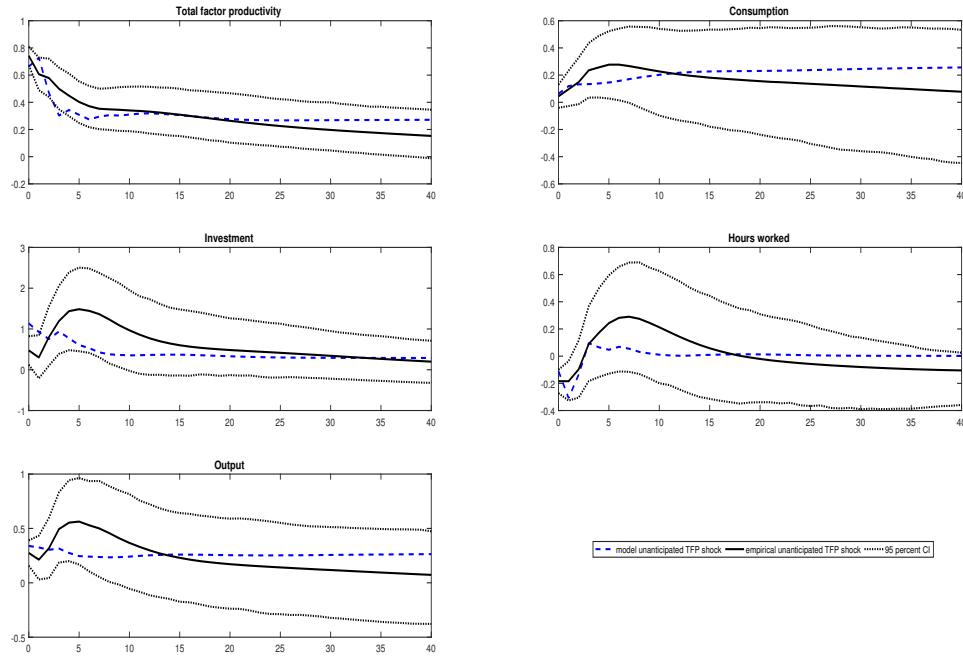 Total factor productivity
1
0.8
0.6
0.4
0.2
0
-0.2
0 5 10 15 20 25 30 35 40
Consumption
0.6
0.4
0.2
0
-0.2
-0.4
-0.6
0 5 10 15 20 25 30 35 40
Investment
3
2
1
0
-1
0 5 10 15 20 25 30 35 40
Hours worked
0.8
0.6
0.4
0.2
0
-0.2
-0.4
0 5 10 15 20 25 30 35 40
Output
1
0.5
0
-0.5
0 5 10 15 20 25 30 35 40
model unanticipated TFP shock empirical unanticipated TFP shock 95 percent CI